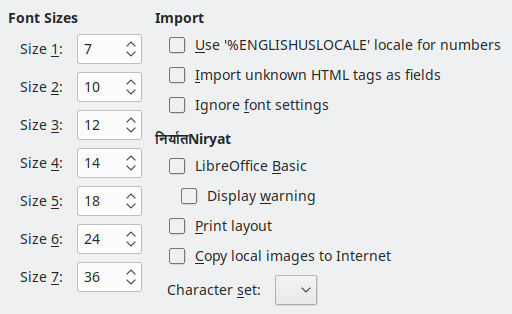 Font Sizes
Size 1: 7
Size 2: 10
Size 3: 12
Size 4: 14
Size 5: 18
Size 6: 24
Size 7: 36
Import
Use '%ENGLISHUSLOCALE' locale for numbers
Import unknown HTML tags as fields
Ignore font settings
निर्यातNiryat
LibreOffice Basic
Display warning
Print layout
Copy local images to Internet
Character set: